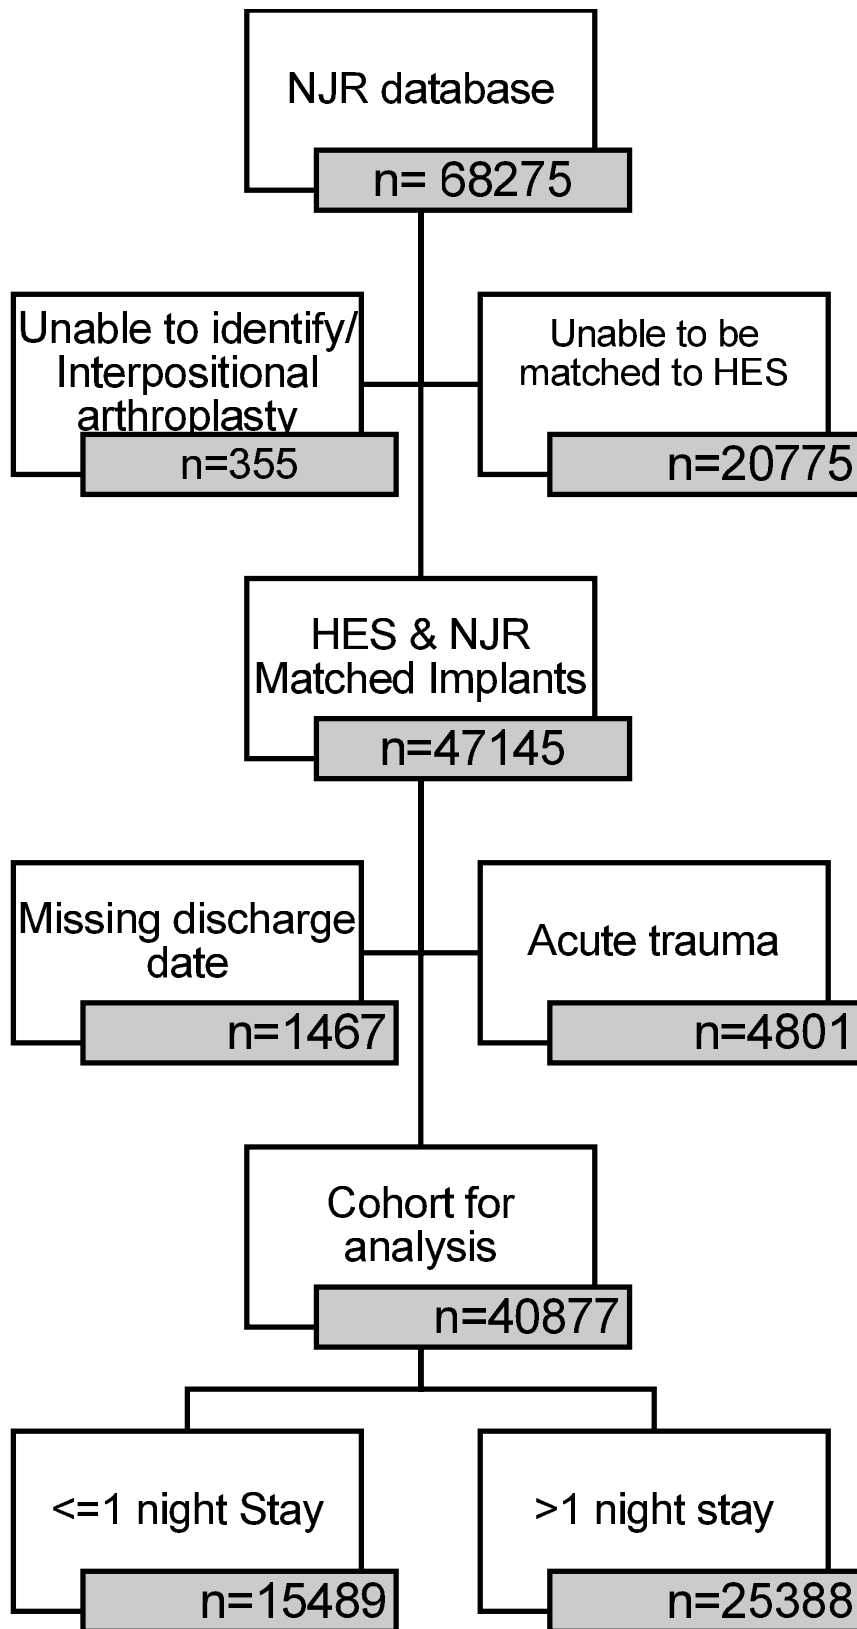 NJR database
n= 68275
Unable to identify/
Interpositional
arthroplasty
n=355
Unable to be
matched to HES
n=20775
HES & NJR
Matched Implants
n=47145
Missing discharge
date
n=1467
Acute trauma
n=4801
Cohort for
analysis
n=40877
<=1 night Stay
n=15489
>1 night stay
n=25388